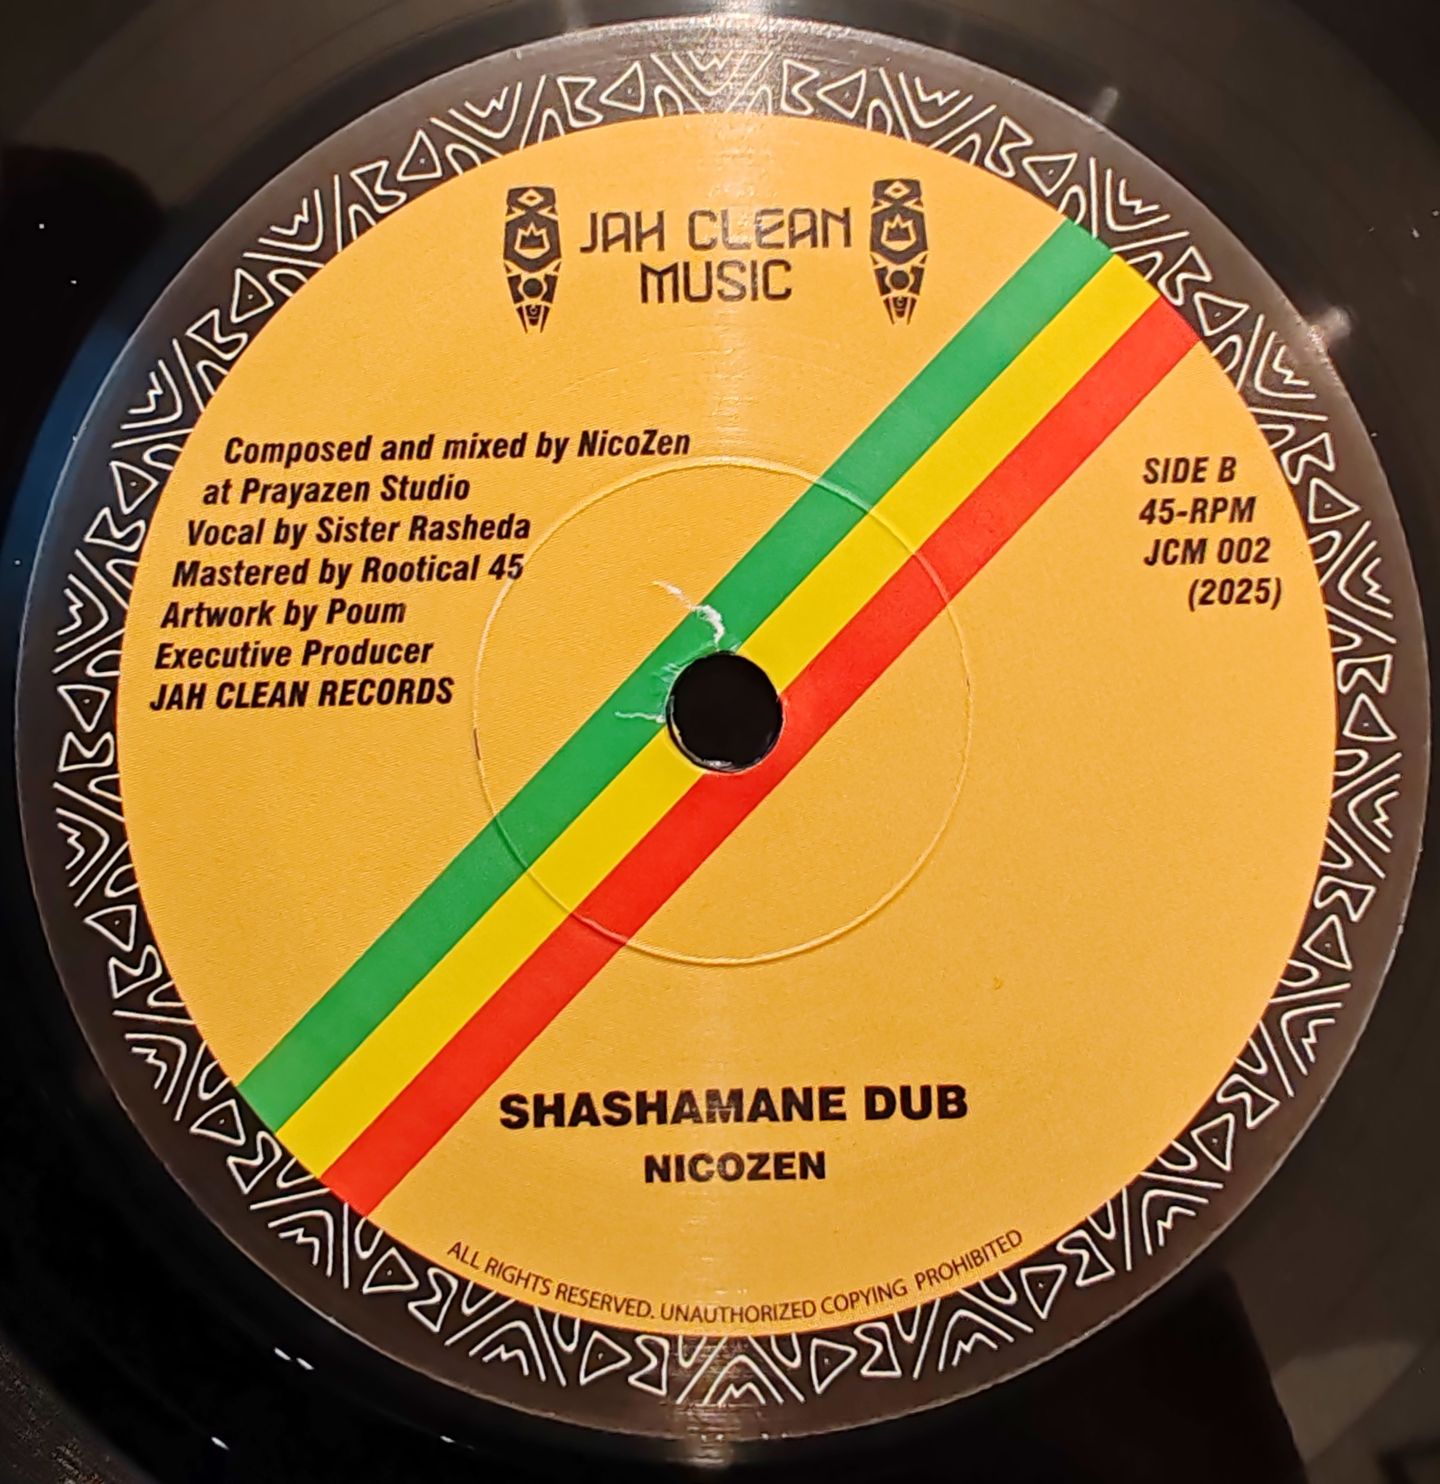 JAH CLEAN
MUSIC
Composed and mixed by NicoZen
at Prayazen Studio
Vocal by Sister Rasheda
Mastered by Rootical 45
Artwork by Poum
Executive Producer
JAH CLEAN RECORDS
SIDE B
45-RPM
JCM 002
(2025)
SHASHAMANE DUB
NICOZEN
ALL RIGHTS RESERVED. UNAUTHORIZED COPYING PROHIBITED